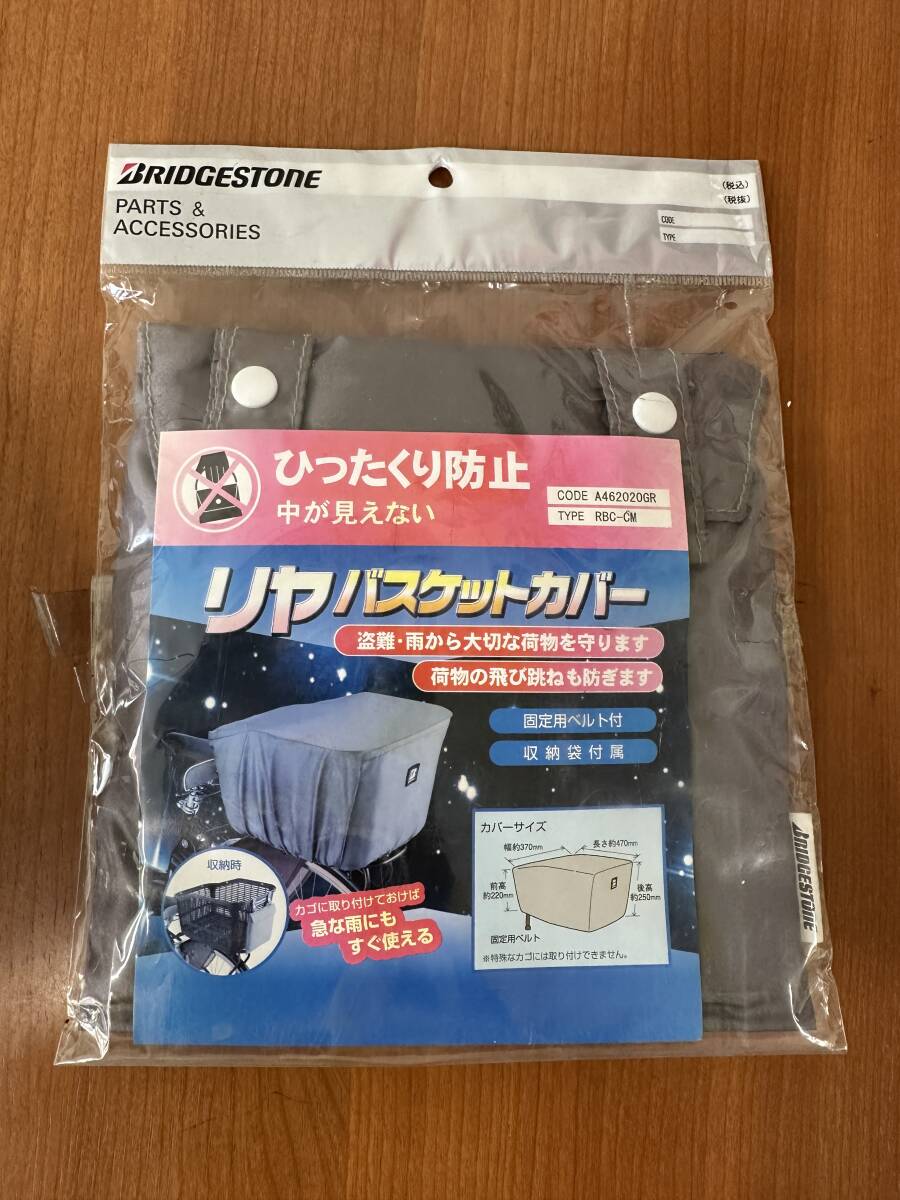 BRIDGESTONE
PARTS &
ACCESSORIES
(税込)
(税抜)
CODE
TYPE
ひったくり防止
中が見えない
CODE A462020GR
TYPE RBC-CM
リヤバスケットカバー
盗難・雨から大切な荷物を守ります
荷物の飛び跳ねも防ぎます
固定用ベルト付
収納袋付属
収納時
カゴに取り付けておけば
急な雨にも
すぐ使える
カバーサイズ
幅約370mm
長さ約470mm
前高
約220mm
後高
約250mm
固定用ベルト
※特殊なカゴには取り付けできません。
BRIDGESTONE